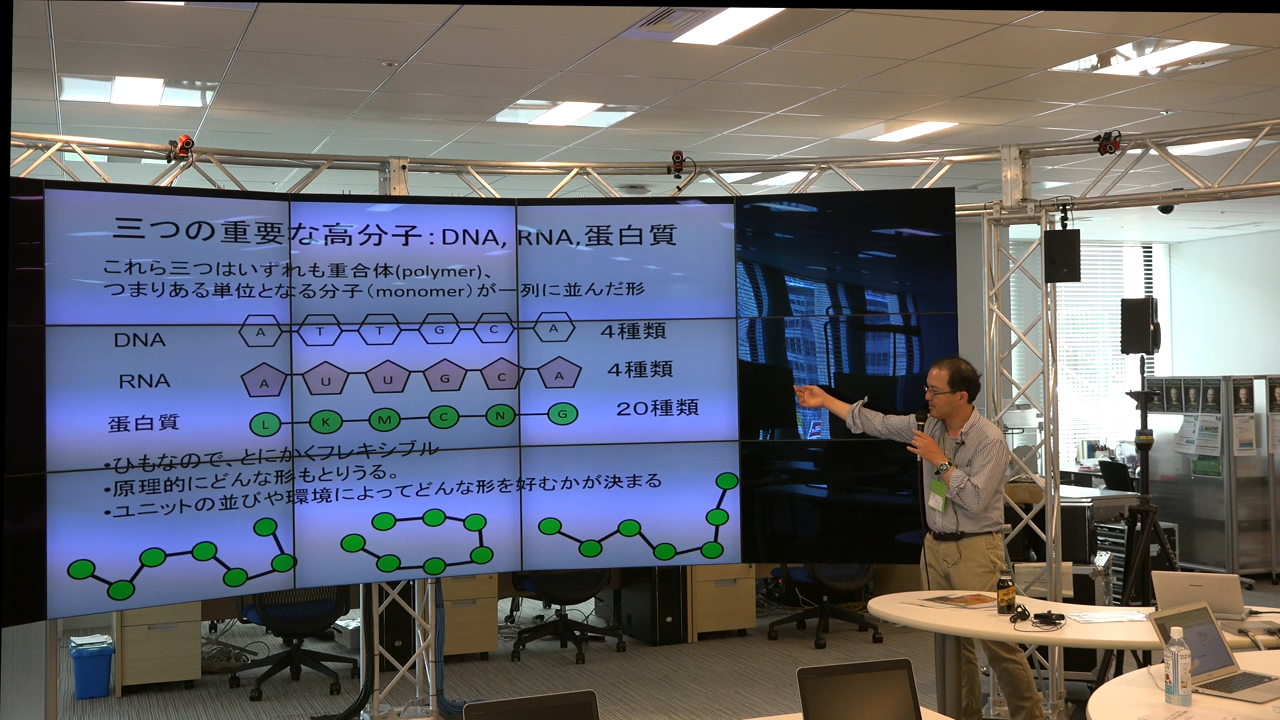 三つの重要な高分子：DNA, RNA,蛋白質
これら三つはいずれも重合体(polymer)、
つまりある単位となる分子(monomer)が一列に並んだ形
DNA A T G C A 4種類
RNA A U U G C A 4種類
蛋白質 L K M C N G 20種類
•ひもなので、とにかくフレキシブル
•原理的にどんな形もとりうる。
•ユニットの並びや環境によってどんな形を好むかが決まる